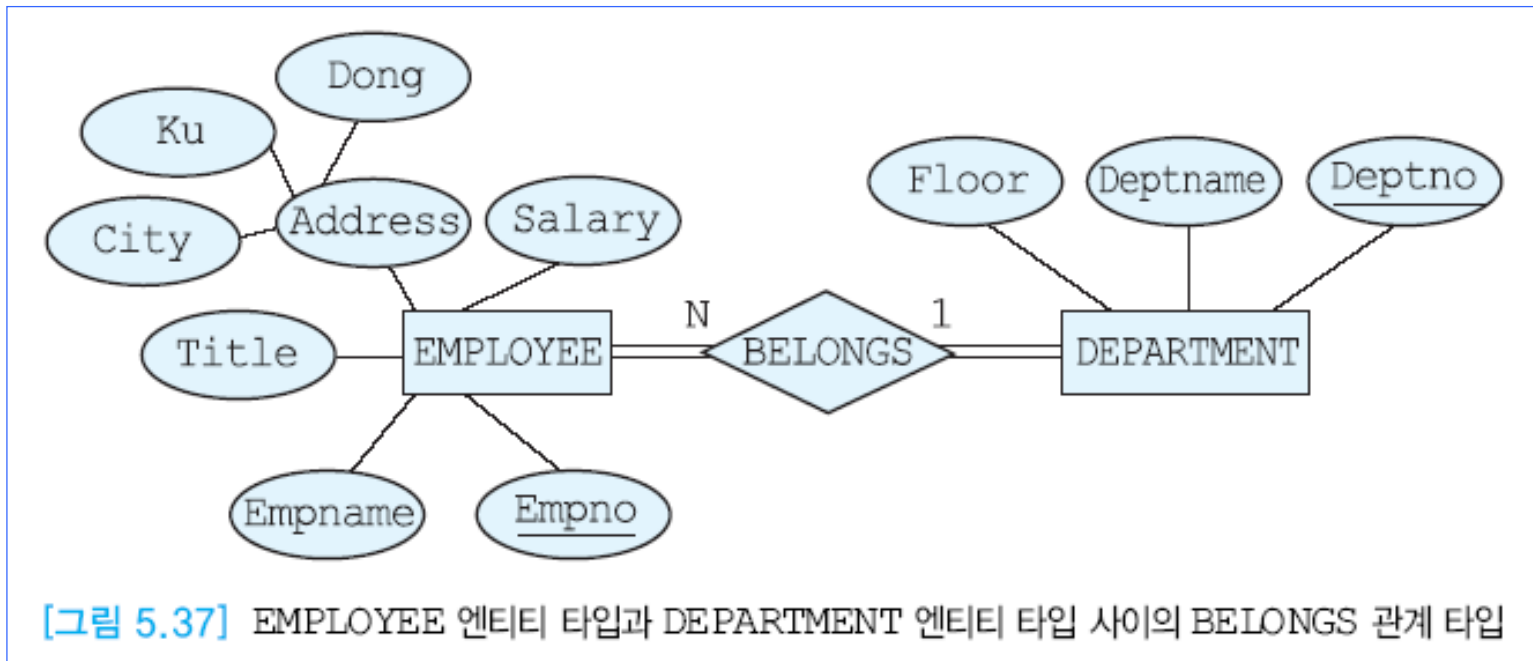 Dong
Ku
Address
Salary
City
Floor
Deptname
Deptno
Title
EMPLOYEE
N
BELONGS
1
DEPARTMENT
Empname
Empno
[그림 5.37] EMPLOYEE 엔티티 타입과 DEPARTMENT 엔티티 타입 사이의 BELONGS 관계 타입